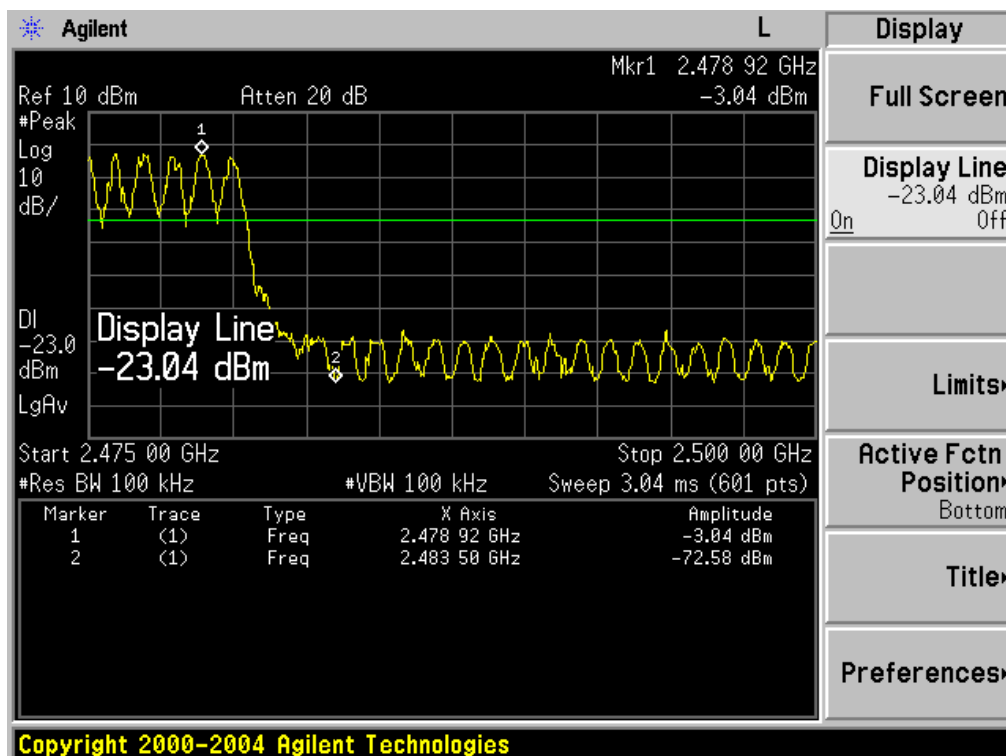 Agilent L Display
Mkr1 2.478 92 GHz
Ref 10 dBm Atten 20 dB -3.04 dBm
#Peak
Log
10
dB/
1
DI
-23.0
dBm
LgAv
Display Line
-23.04 dBm
2
Start 2.475 00 GHz Stop 2.500 00 GHz
#Res BW 100 kHz #VBW 100 kHz Sweep 3.04 ms (601 pts)
Marker Trace Type X Axis Amplitude
1 (1) Freq 2.478 92 GHz -3.04 dBm
2 (1) Freq 2.483 50 GHz -72.58 dBm
Full Screen
Display Line
-23.04 dBm
On Off
Limits
Active Fctn
Position
Bottom
Title
Preferences
Copyright 2000-2004 Agilent Technologies